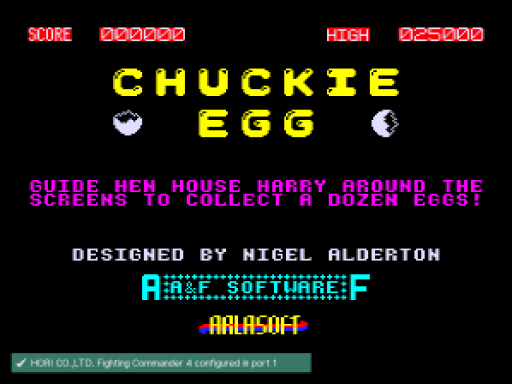 SCORE 000000 HIGH 025000
CHUCKIE
EGG
GUIDE HEN HOUSE HARRY AROUND THE
SCREENS TO COLLECT A DOZEN EGGS!
DESIGNED BY NIGEL ALDERTON
A A&F SOFTWARE F
ARLASOFT
✓ HORI CO.,LTD. Fighting Commander 4 configured in port 1